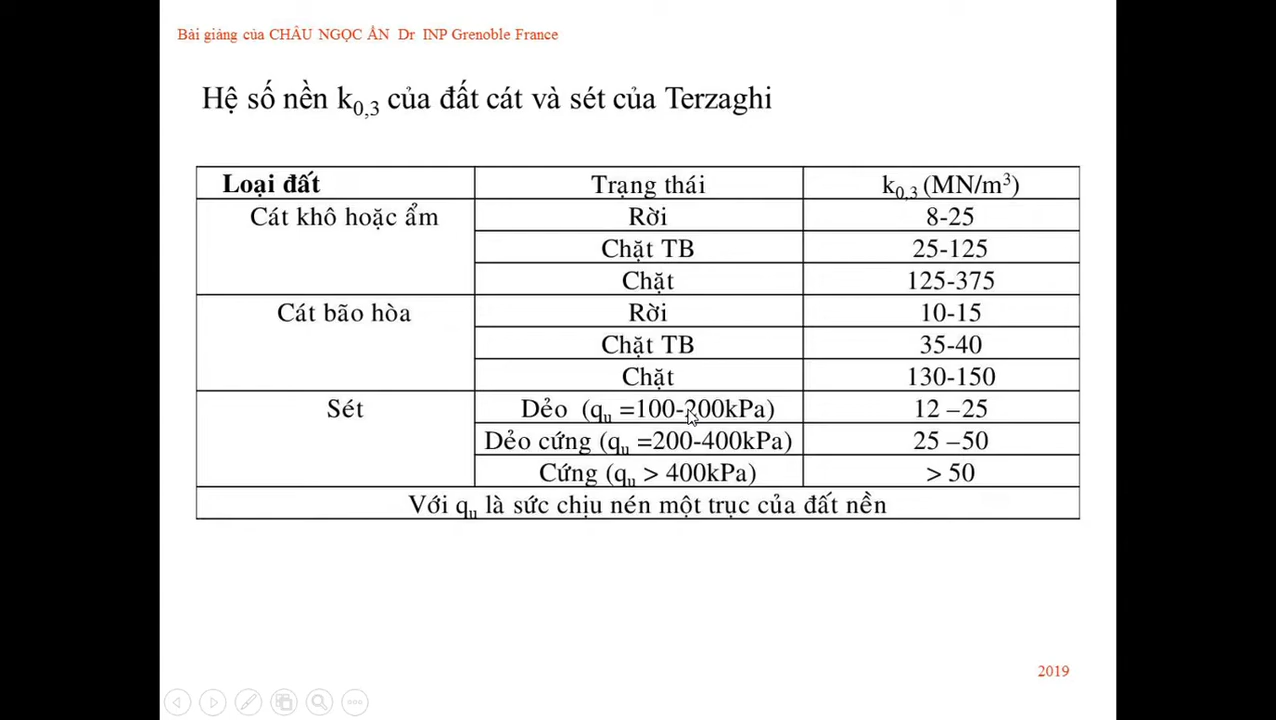 Bài giảng của CHÂU NGỌC ẨN Dr INP Grenoble France
Hệ số nền k0,3 của đất cát và sét của Terzaghi
Loại đất Trạng thái k0,3 (MN/m³)
Cát khô hoặc ẩm Rời 8-25
Chặt TB 25-125
Chặt 125-375
Cát bão hòa Rời 10-15
Chặt TB 35-40
Chặt 130-150
Sét Dẻo (qu =100-200kPa) 12 –25
Dẻo cứng (qu =200-400kPa) 25 –50
Cứng (qu > 400kPa) > 50
Với qu là sức chịu nén một trục của đất nền
2019